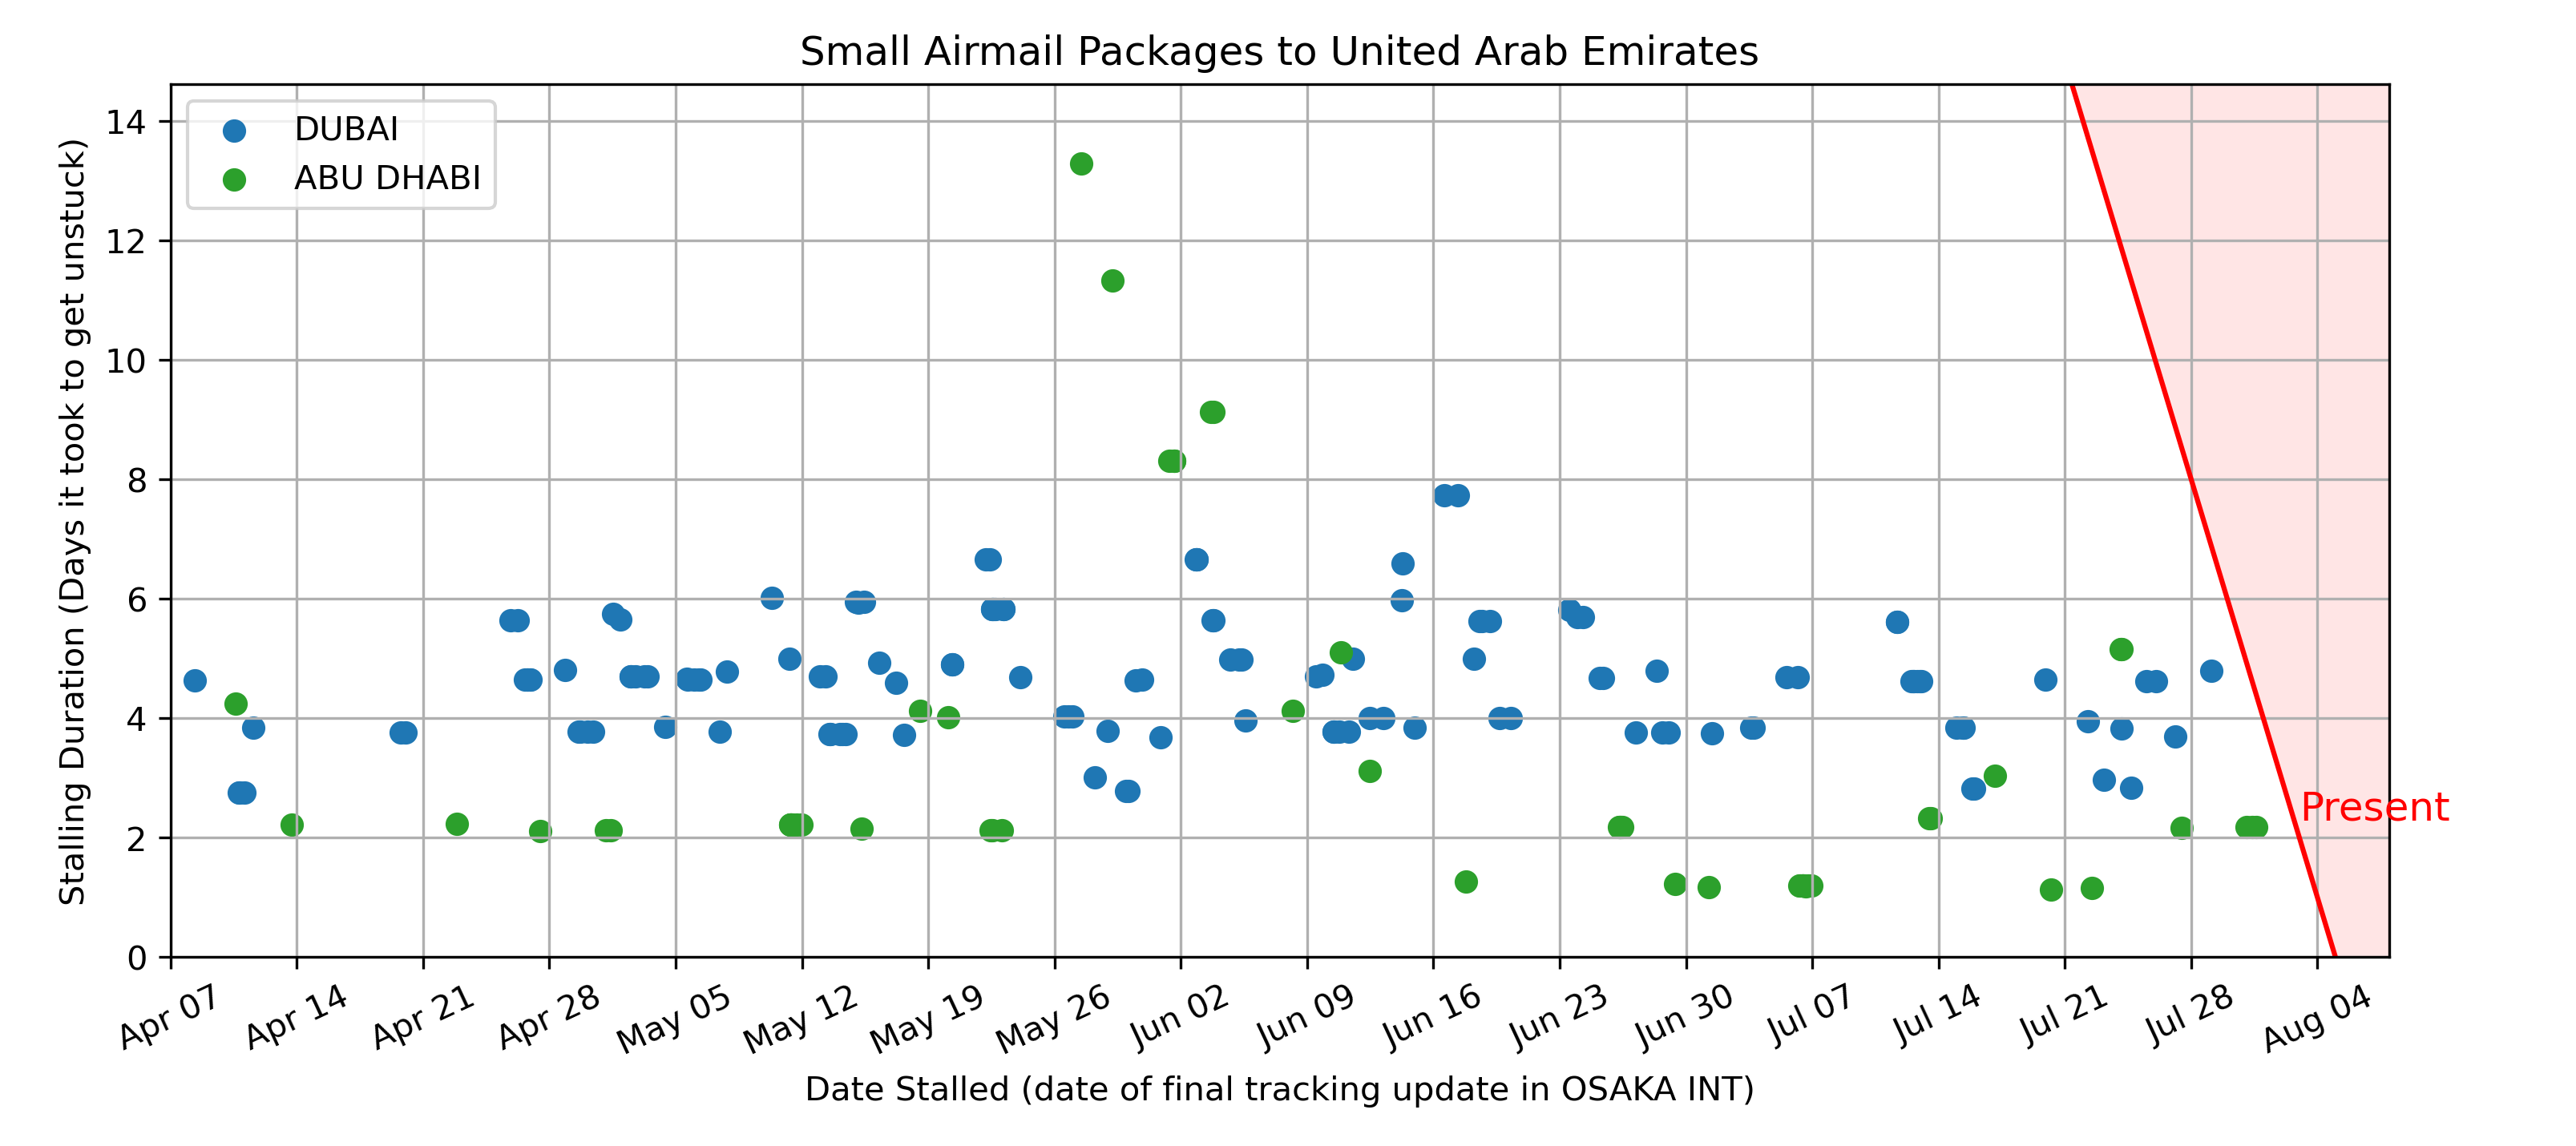 Small Airmail Packages to United Arab Emirates
DUBAI
ABU DHABI
Stalling Duration (Days it took to get unstuck)
14
12
10
8
6
4
2
0
Present
Apr 07
Apr 14
Apr 21
Apr 28
May 05
May 12
May 19
May 26
Jun 02
Jun 09
Jun 16
Jun 23
Jun 30
Jul 07
Jul 14
Jul 21
Jul 28
Aug 04
Date Stalled (date of final tracking update in OSAKA INT)